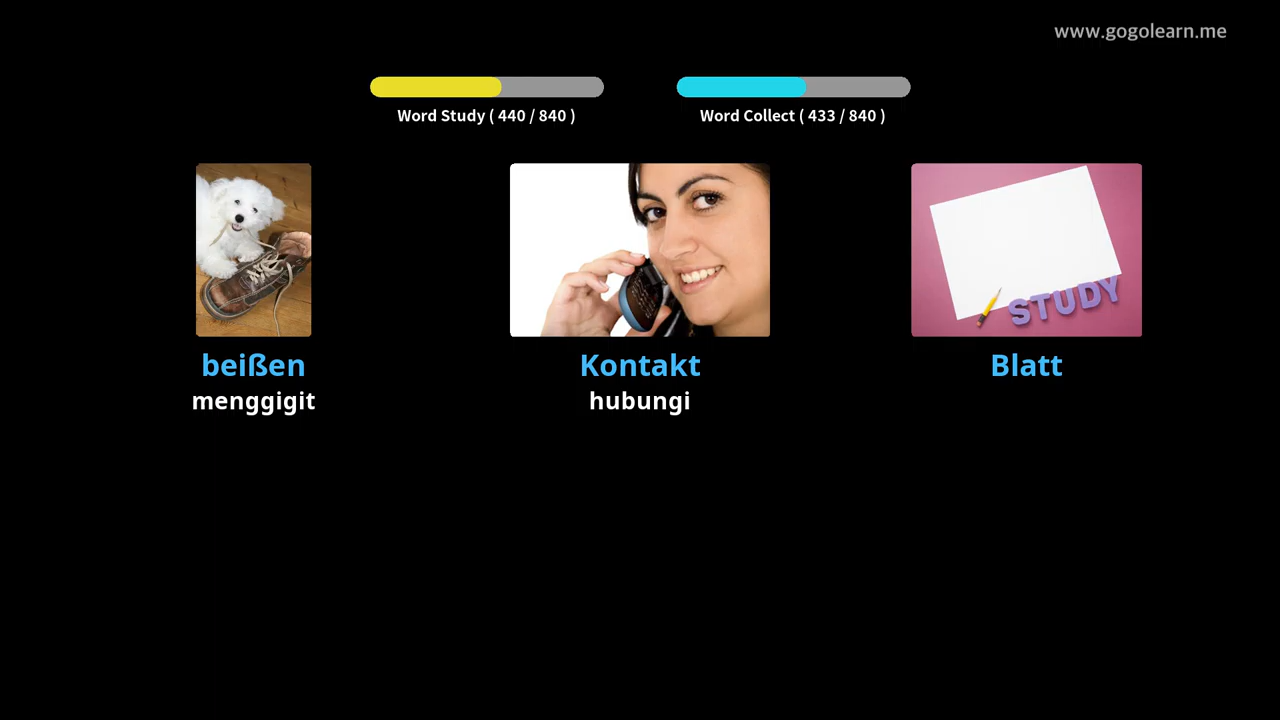 www.gogolearn.me
Word Study ( 440 / 840 )
Word Collect ( 433 / 840 )
STUDY
beißen
Kontakt
Blatt
menggigit
hubungi